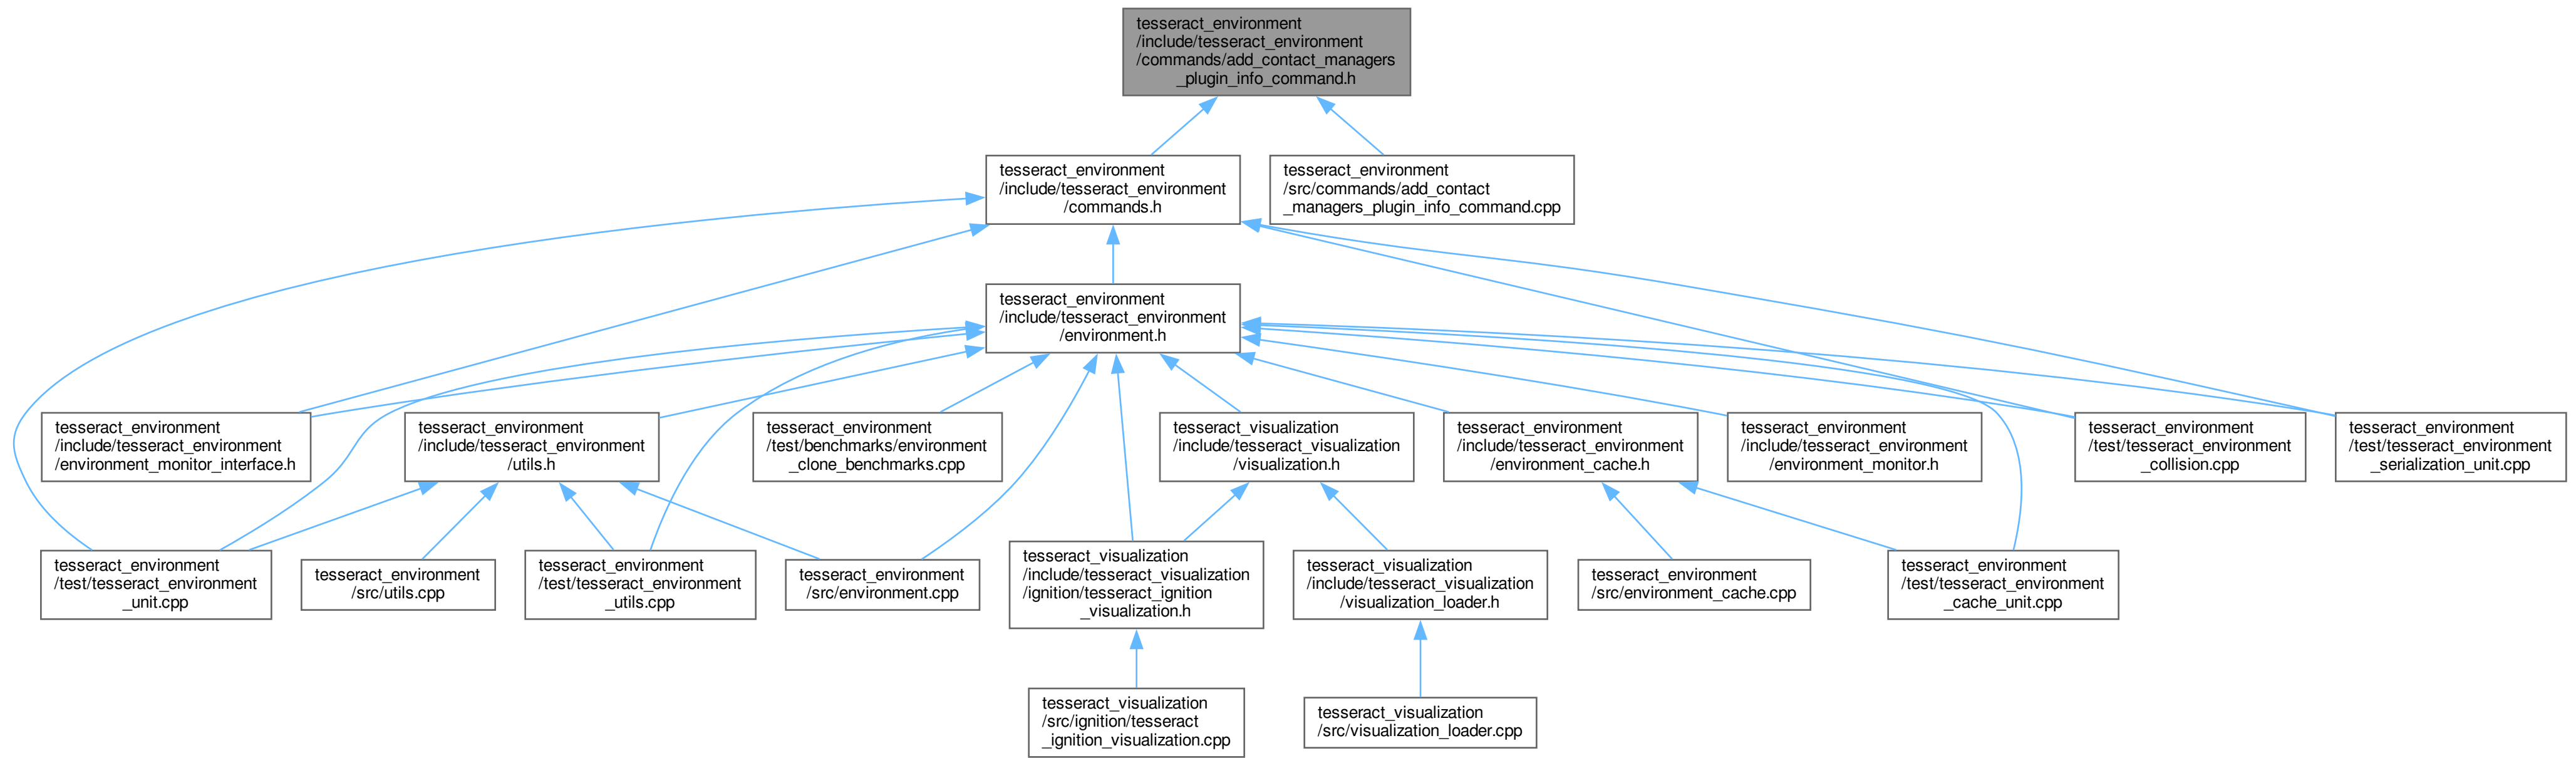 tesseract_environment
/include/tesseract_environment
/commands/add_contact_managers
_plugin_info_command.h
tesseract_environment
/include/tesseract_environment
/commands.h
tesseract_environment
/src/commands/add_contact
_managers_plugin_info_command.cpp
tesseract_environment
/include/tesseract_environment
/environment.h
tesseract_environment
/include/tesseract_environment
/environment_monitor_interface.h
tesseract_environment
/include/tesseract_environment
/utils.h
tesseract_environment
/test/benchmarks/environment
_clone_benchmarks.cpp
tesseract_visualization
/include/tesseract_visualization
/visualization.h
tesseract_environment
/include/tesseract_environment
/environment_cache.h
tesseract_environment
/include/tesseract_environment
/environment_monitor.h
tesseract_environment
/test/tesseract_environment
_collision.cpp
tesseract_environment
/test/tesseract_environment
_serialization_unit.cpp
tesseract_environment
/test/tesseract_environment
_unit.cpp
tesseract_environment
/src/utils.cpp
tesseract_environment
/test/tesseract_environment
_utils.cpp
tesseract_environment
/src/environment.cpp
tesseract_visualization
/include/tesseract_visualization
/ignition/tesseract_ignition
_visualization.h
tesseract_visualization
/include/tesseract_visualization
/visualization_loader.h
tesseract_environment
/src/environment_cache.cpp
tesseract_environment
/test/tesseract_environment
_cache_unit.cpp
tesseract_visualization
/src/ignition/tesseract
_ignition_visualization.cpp
tesseract_visualization
/src/visualization_loader.cpp